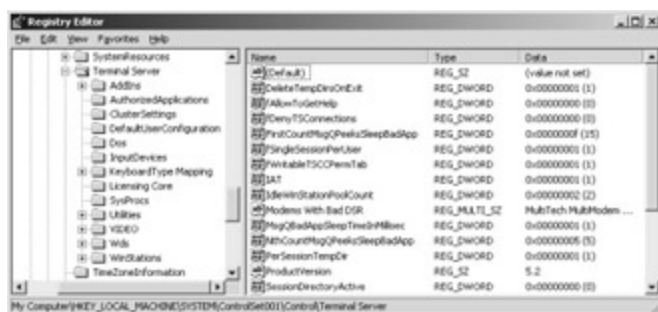 Registry Editor
File Edit View Favorites Help
SystemResources
Terminal Server
AddIns
AuthorizedApplications
ClusterSettings
DefaultUserConfiguration
Dos
InputDevices
KeyboardType Mapping
Licensing Core
SysProcs
Utilities
VIDEO
Wds
WinStations
TimeZoneInformation
Name Type Data
(Default) REG_SZ (value not set)
DeleteTempDirsOnExit REG_DWORD 0x00000001 (1)
fAllowToGetHelp REG_DWORD 0x00000000 (0)
fDenyTSConnections REG_DWORD 0x00000000 (0)
FirstCountMsgQPeeksSleepBadApp REG_DWORD 0x0000000f (15)
fSingleSessionPerUser REG_DWORD 0x00000001 (1)
fWritableTSCCPermTab REG_DWORD 0x00000001 (1)
IAT REG_DWORD 0x00000001 (1)
IdleWinStationPoolCount REG_DWORD 0x00000002 (2)
Modems With Bad DSR REG_MULTI_SZ MultiTech MultiModem ...
MsgQBadAppSleepTimeInMillisec REG_DWORD 0x00000001 (1)
NthCountMsgQPeeksSleepBadApp REG_DWORD 0x00000005 (5)
PerSessionTempDir REG_DWORD 0x00000001 (1)
ProductVersion REG_SZ 5.2
SessionDirectoryActive REG_DWORD 0x00000000 (0)
My Computer\HKEY_LOCAL_MACHINE\SYSTEM\ControlSet001\Control\Terminal Server